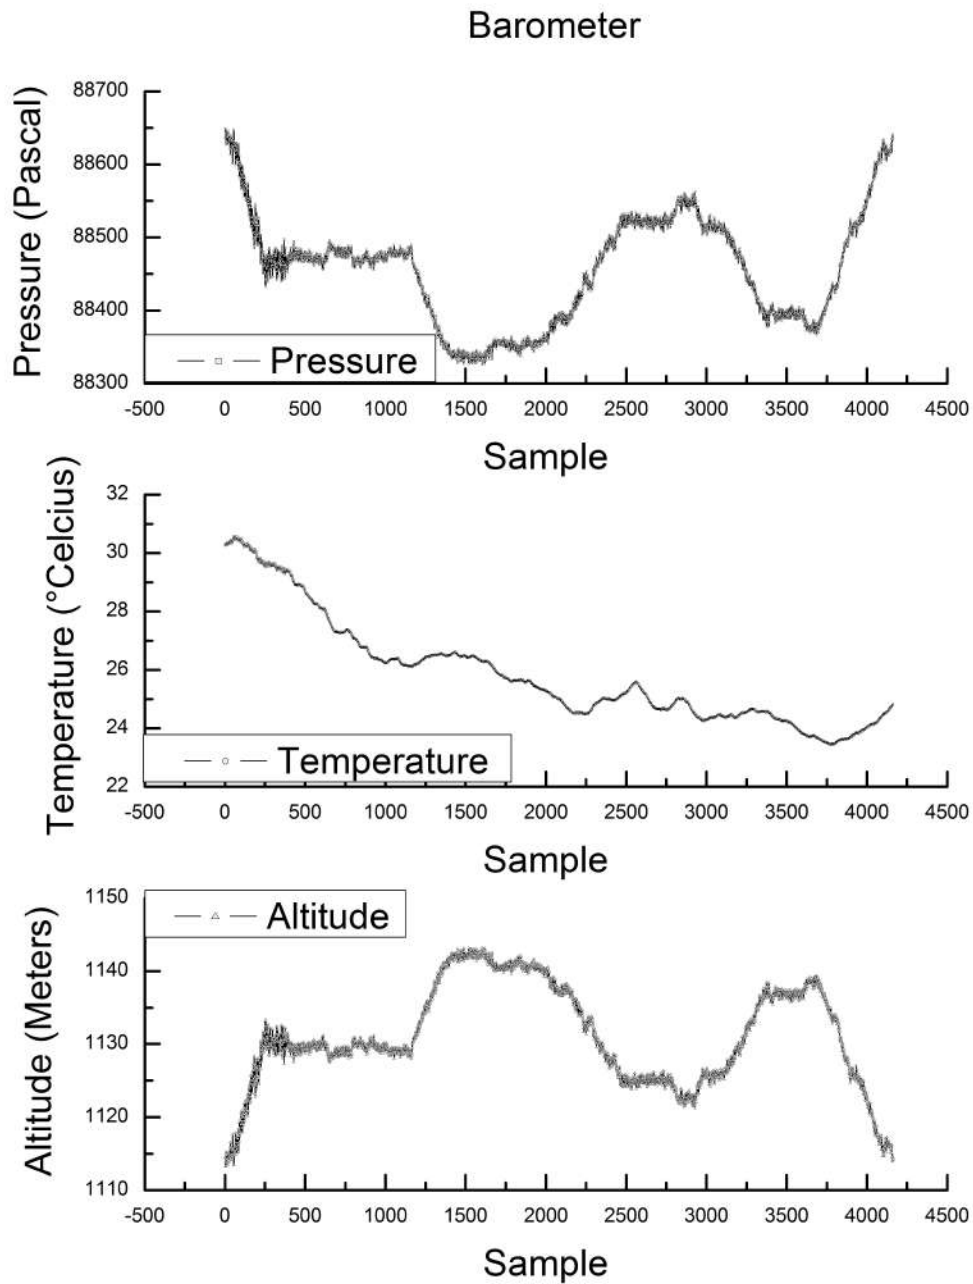 Barometer
Pressure (Pascal)
88700
88600
88500
88400
88300
Pressure
-500 0 500 1000 1500 2000 2500 3000 3500 4000 4500
Sample
Temperature (°Celcius)
32
30
28
26
24
22
Temperature
-500 0 500 1000 1500 2000 2500 3000 3500 4000 4500
Sample
Altitude (Meters)
1150
1140
1130
1120
1110
Altitude
-500 0 500 1000 1500 2000 2500 3000 3500 4000 4500
Sample